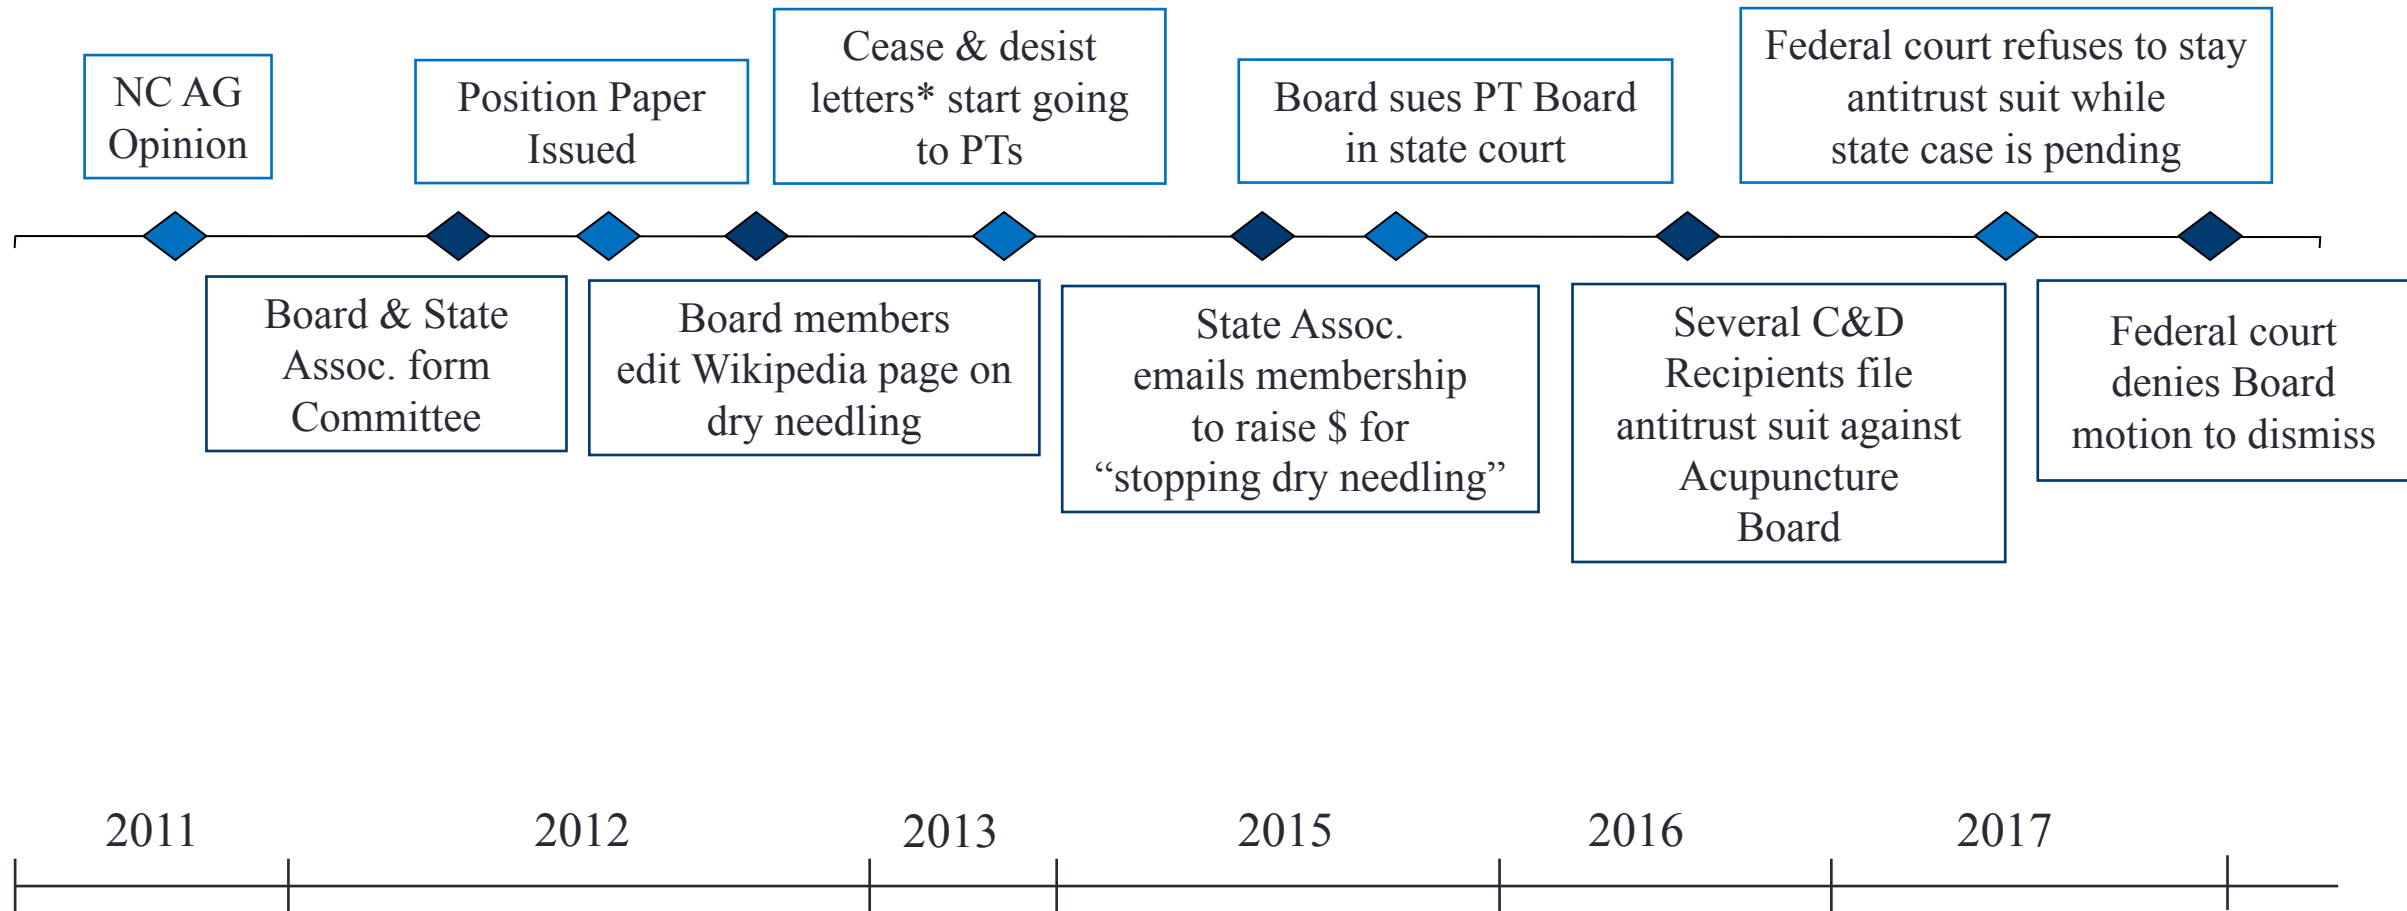 NC AG
Opinion
Position Paper
Issued
Cease & desist
letters* start going
to PTs
Board sues PT Board
in state court
Federal court refuses to stay
antitrust suit while
state case is pending
Board & State
Assoc. form
Committee
Board members
edit Wikipedia page on
dry needling
State Assoc.
emails membership
to raise $ for
“stopping dry needling”
Several C&D
Recipients file
antitrust suit against
Acupuncture
Board
Federal court
denies Board
motion to dismiss
2011
2012
2013
2015
2016
2017